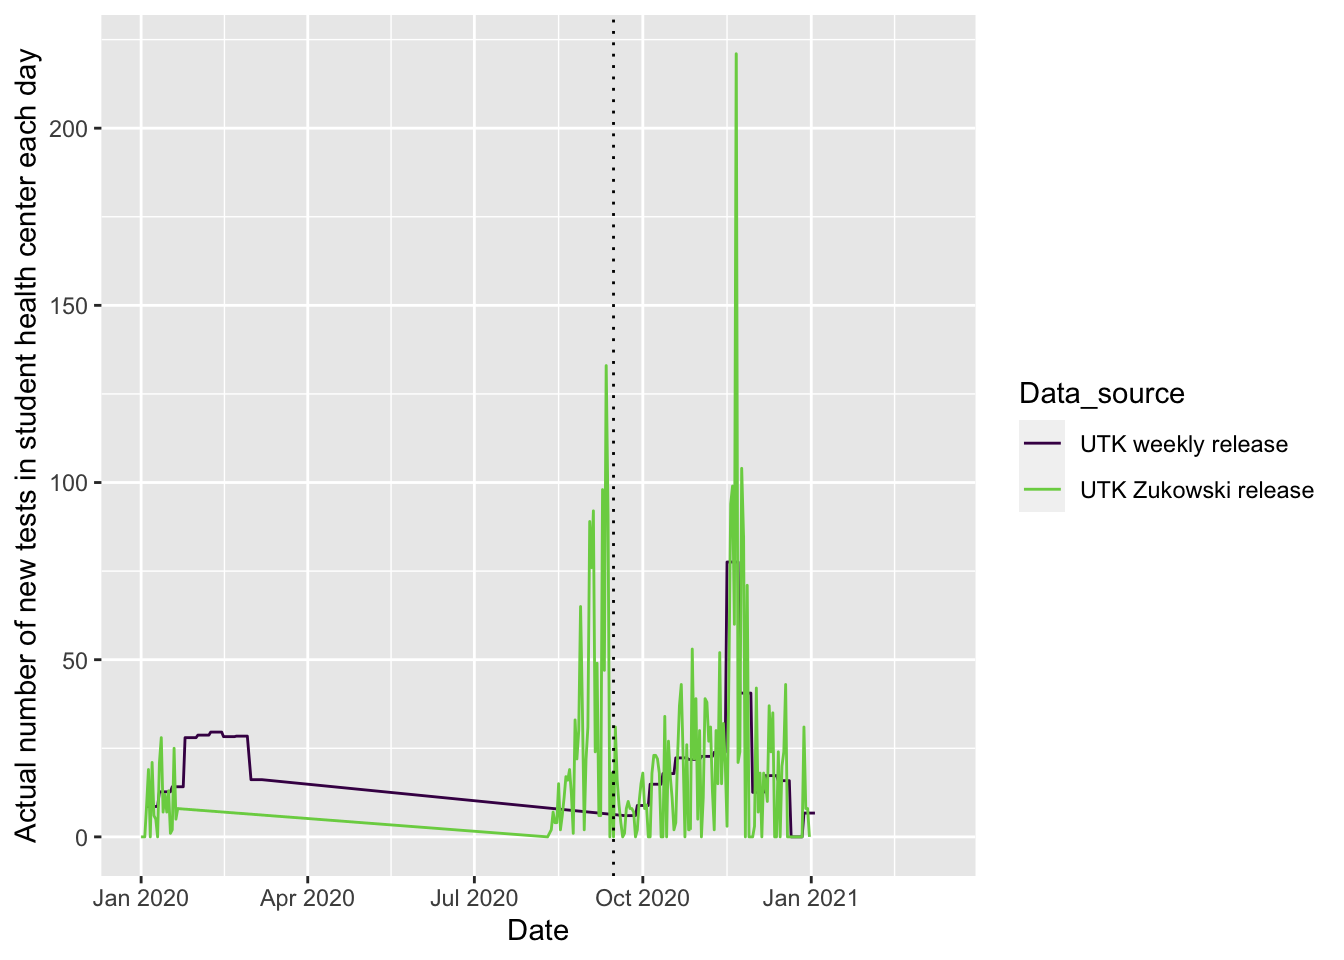 Actual number of new tests in student health center each day
200
150
100
50
0
Jan 2020 Apr 2020 Jul 2020 Oct 2020 Jan 2021
Date
Data_source
UTK weekly release
UTK Zukowski release